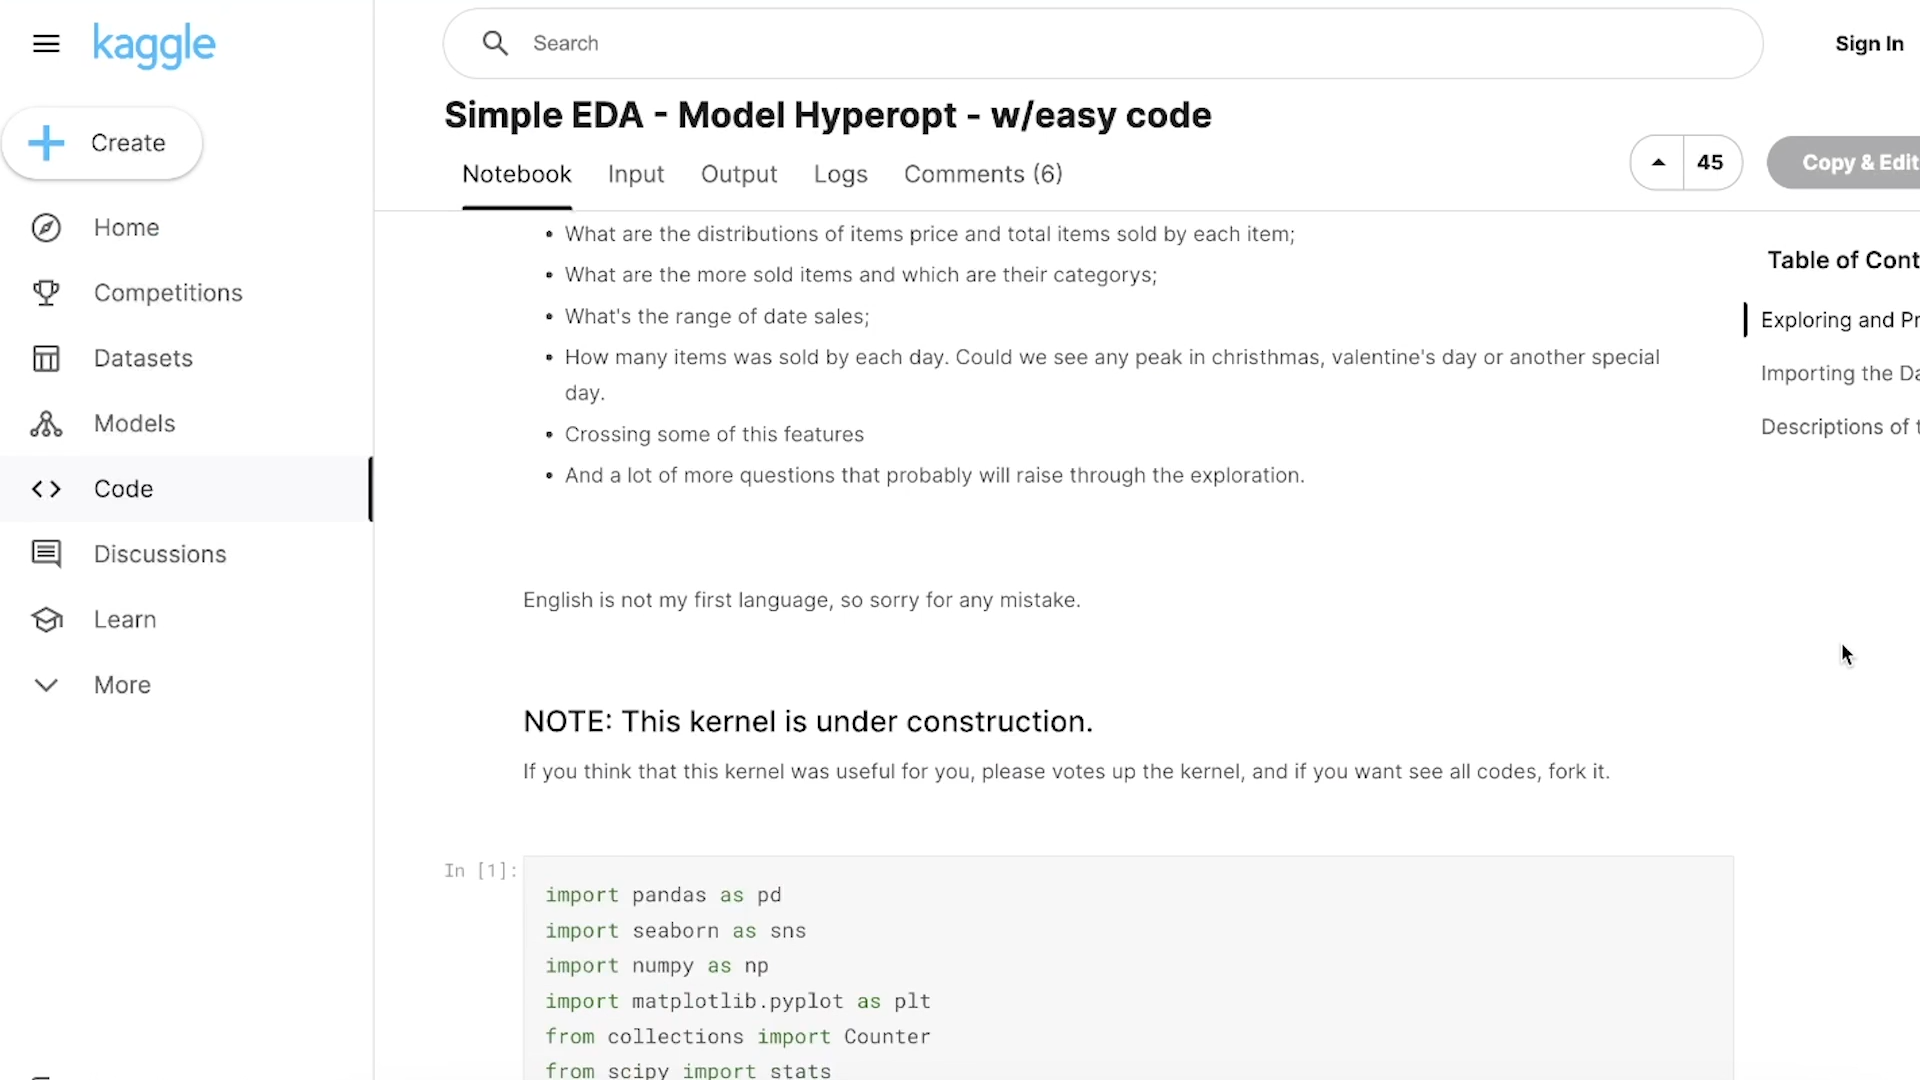 kaggle
Search
Sign In
Create
Simple EDA - Model Hyperopt - w/easy code
Notebook
Input
Output
Logs
Comments (6)
45
Copy & Edit
Home
Competitions
Datasets
Models
Code
Discussions
Learn
More
• What are the distributions of items price and total items sold by each item;
• What are the more sold items and which are their categorys;
• What's the range of date sales;
• How many items was sold by each day. Could we see any peak in christhmas, valentine's day or another special
day.
• Crossing some of this features
• And a lot of more questions that probably will raise through the exploration.
English is not my first language, so sorry for any mistake.
NOTE: This kernel is under construction.
If you think that this kernel was useful for you, please votes up the kernel, and if you want see all codes, fork it.
In [1]:
import pandas as pd
import seaborn as sns
import numpy as np
import matplotlib.pyplot as plt
from collections import Counter
from scipy import stats
Table of Cont
Exploring and Pr
Importing the Da
Descriptions of t